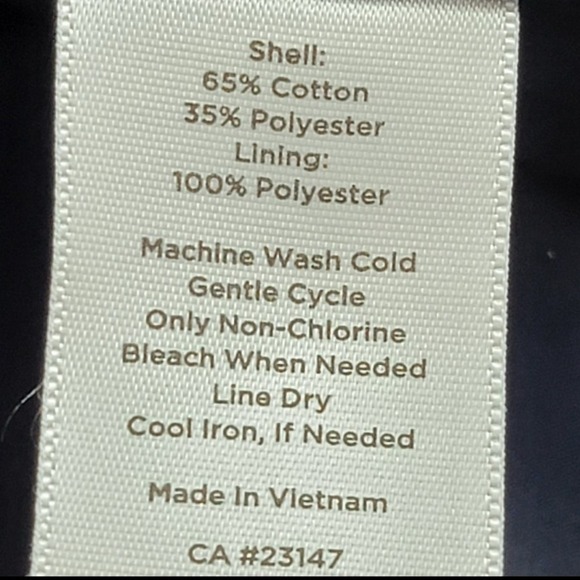 Shell:
65% Cotton
35% Polyester
Lining:
100% Polyester
Machine Wash Cold
Gentle Cycle
Only Non-Chlorine
Bleach When Needed
Line Dry
Cool Iron, If Needed
Made In Vietnam
CA #23147